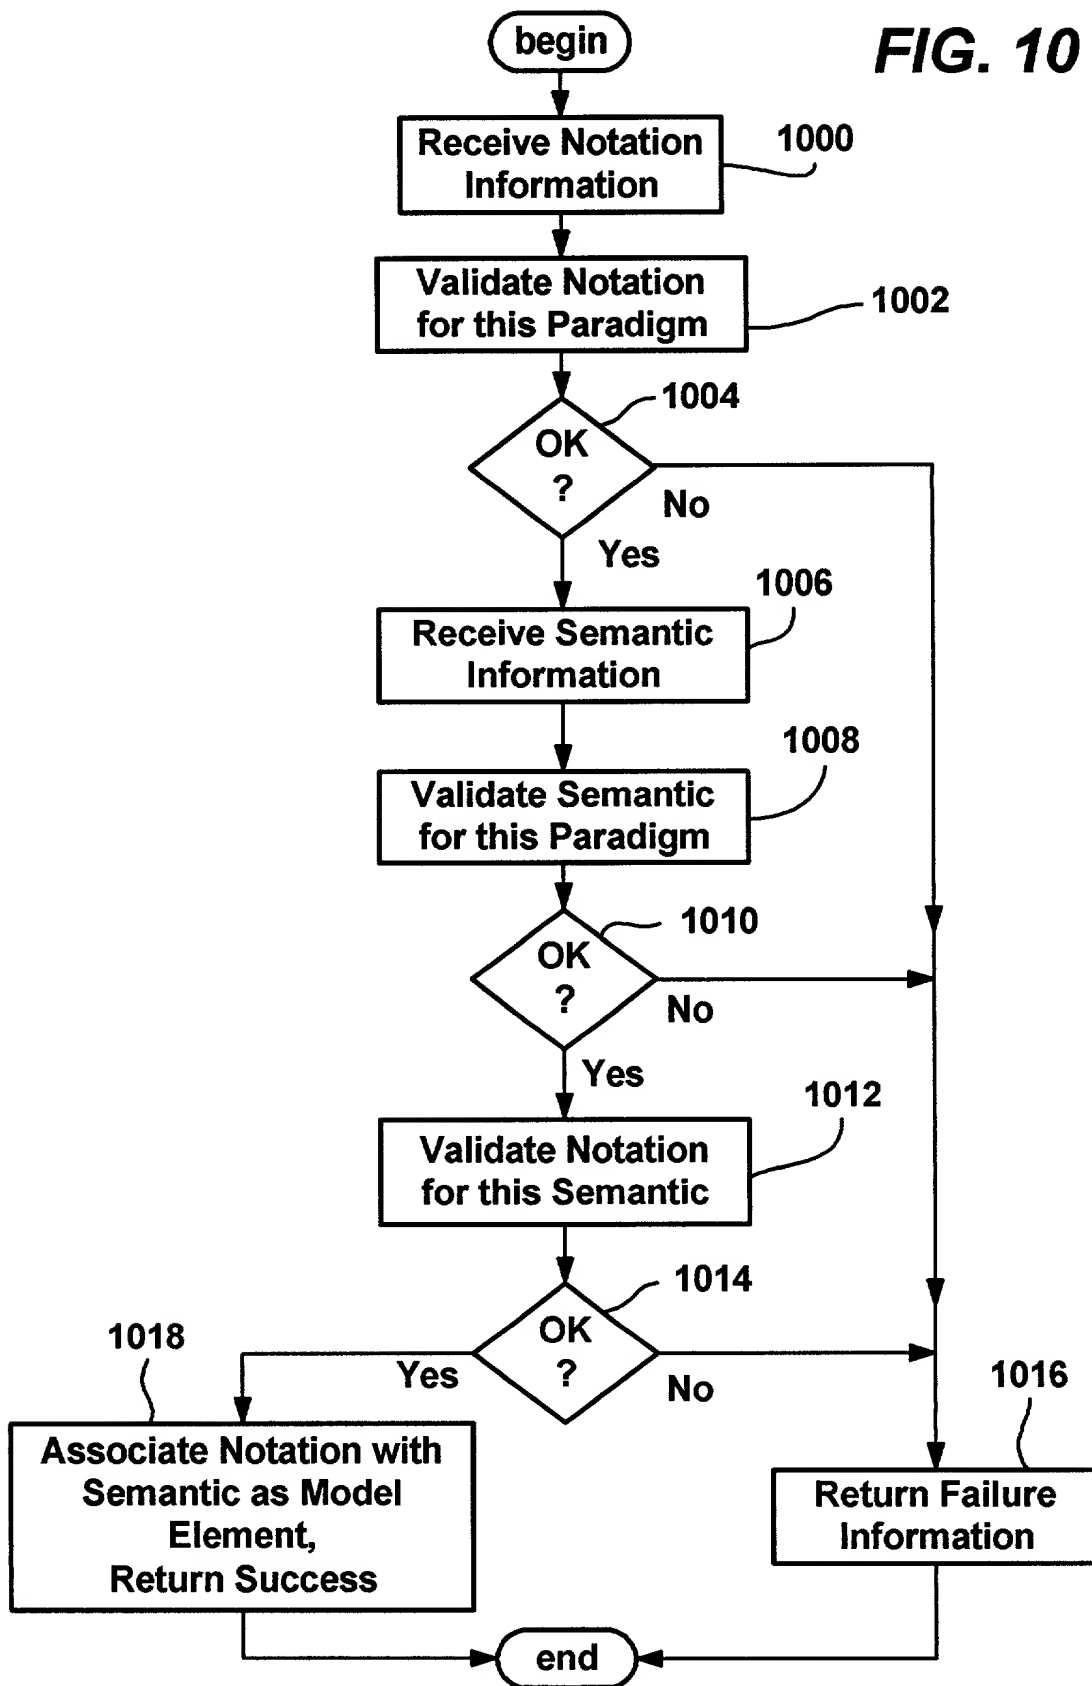 begin
FIG. 10
Receive Notation
Information
1000
Validate Notation
for this Paradigm
1002
1004
OK
?
No
Yes
1006
Receive Semantic
Information
1008
Validate Semantic
for this Paradigm
1010
OK
?
No
Yes
1012
Validate Notation
for this Semantic
1014
OK
?
Yes
No
1018
1016
Associate Notation with
Semantic as Model
Element,
Return Success
Return Failure
Information
end